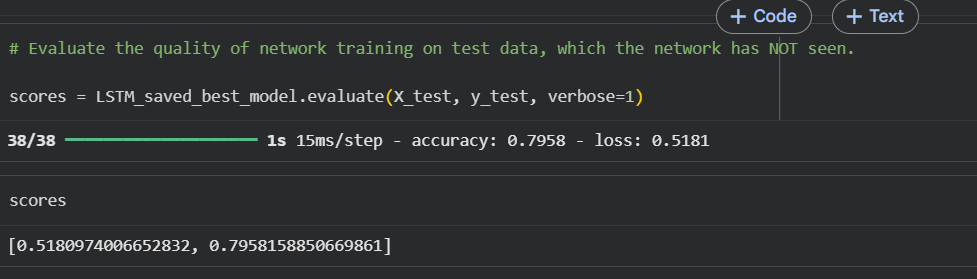 + Code + Text
# Evaluate the quality of network training on test data, which the network has NOT seen.
scores = LSTM_saved_best_model.evaluate(X_test, y_test, verbose=1)
38/38 ━━━━━━━━━━━━━━━━━━━━ 1s 15ms/step - accuracy: 0.7958 - loss: 0.5181
scores
[0.5180974006652832, 0.7958158850669861]